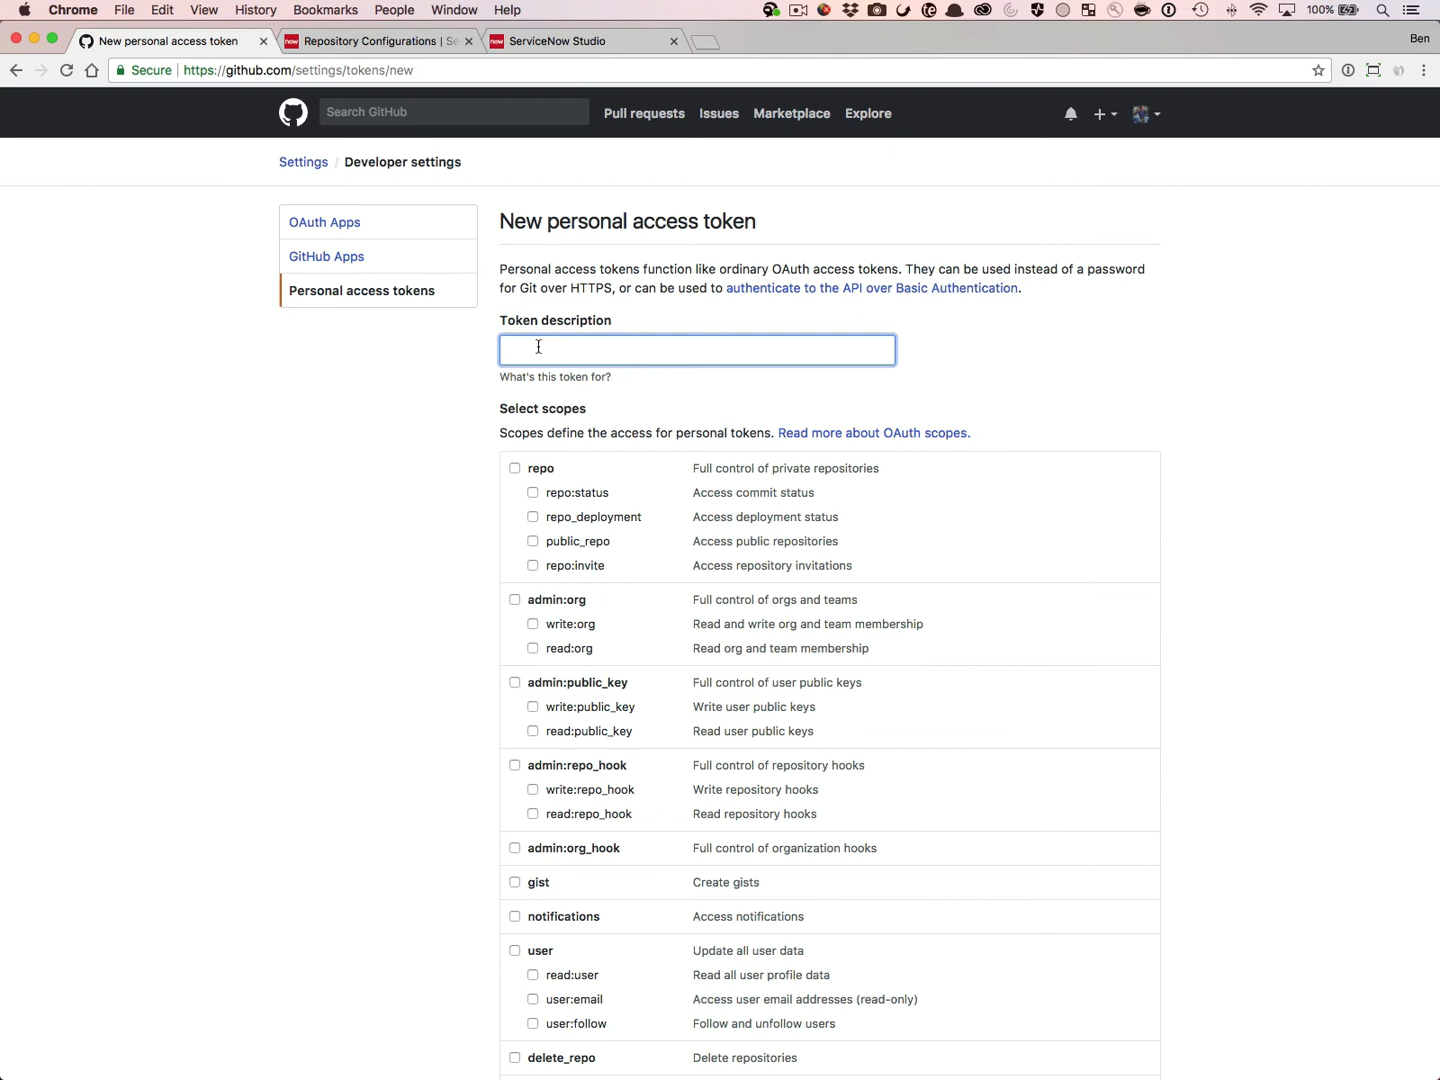 Chrome File Edit View History Bookmarks People Window Help 100%
New personal access token Repository Configurations | Se ServiceNow Studio Ben
Secure https://github.com/settings/tokens/new
Search GitHub Pull requests Issues Marketplace Explore
Settings / Developer settings
OAuth Apps
GitHub Apps
Personal access tokens
New personal access token
Personal access tokens function like ordinary OAuth access tokens. They can be used instead of a password
for Git over HTTPS, or can be used to authenticate to the API over Basic Authentication.
Token description
What's this token for?
Select scopes
Scopes define the access for personal tokens. Read more about OAuth scopes.
repo Full control of private repositories
repo:status Access commit status
repo_deployment Access deployment status
public_repo Access public repositories
repo:invite Access repository invitations
admin:org Full control of orgs and teams
write:org Read and write org and team membership
read:org Read org and team membership
admin:public_key Full control of user public keys
write:public_key Write user public keys
read:public_key Read user public keys
admin:repo_hook Full control of repository hooks
write:repo_hook Write repository hooks
read:repo_hook Read repository hooks
admin:org_hook Full control of organization hooks
gist Create gists
notifications Access notifications
user Update all user data
read:user Read all user profile data
user:email Access user email addresses (read-only)
user:follow Follow and unfollow users
delete_repo Delete repositories